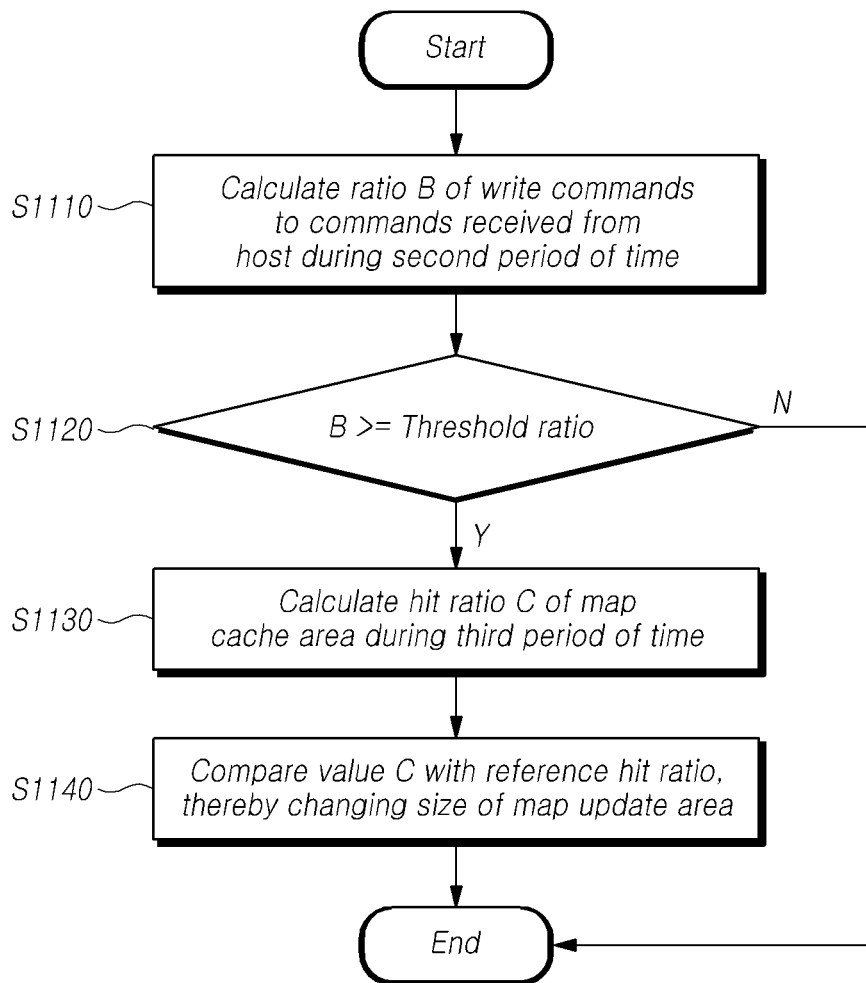 Start
S1110
Calculate ratio B of write commands
to commands received from
host during second period of time
S1120
B >= Threshold ratio
N
Y
S1130
Calculate hit ratio C of map
cache area during third period of time
S1140
Compare value C with reference hit ratio,
thereby changing size of map update area
End